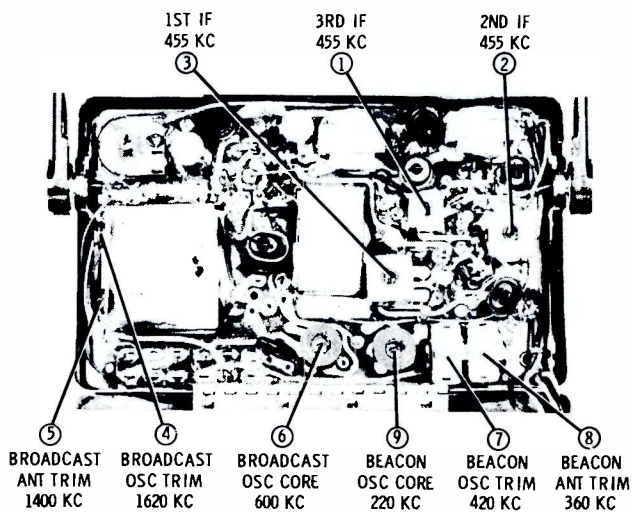 1ST IF
455 KC
③
3RD IF
455 KC
①
2ND IF
455 KC
②
⑤
BROADCAST
ANT TRIM
1400 KC
④
BROADCAST
OSC TRIM
1620 KC
⑥
BROADCAST
OSC CORE
600 KC
⑨
BEACON
OSC CORE
220 KC
⑦
BEACON
OSC TRIM
420 KC
⑧
BEACON
ANT TRIM
360 KC